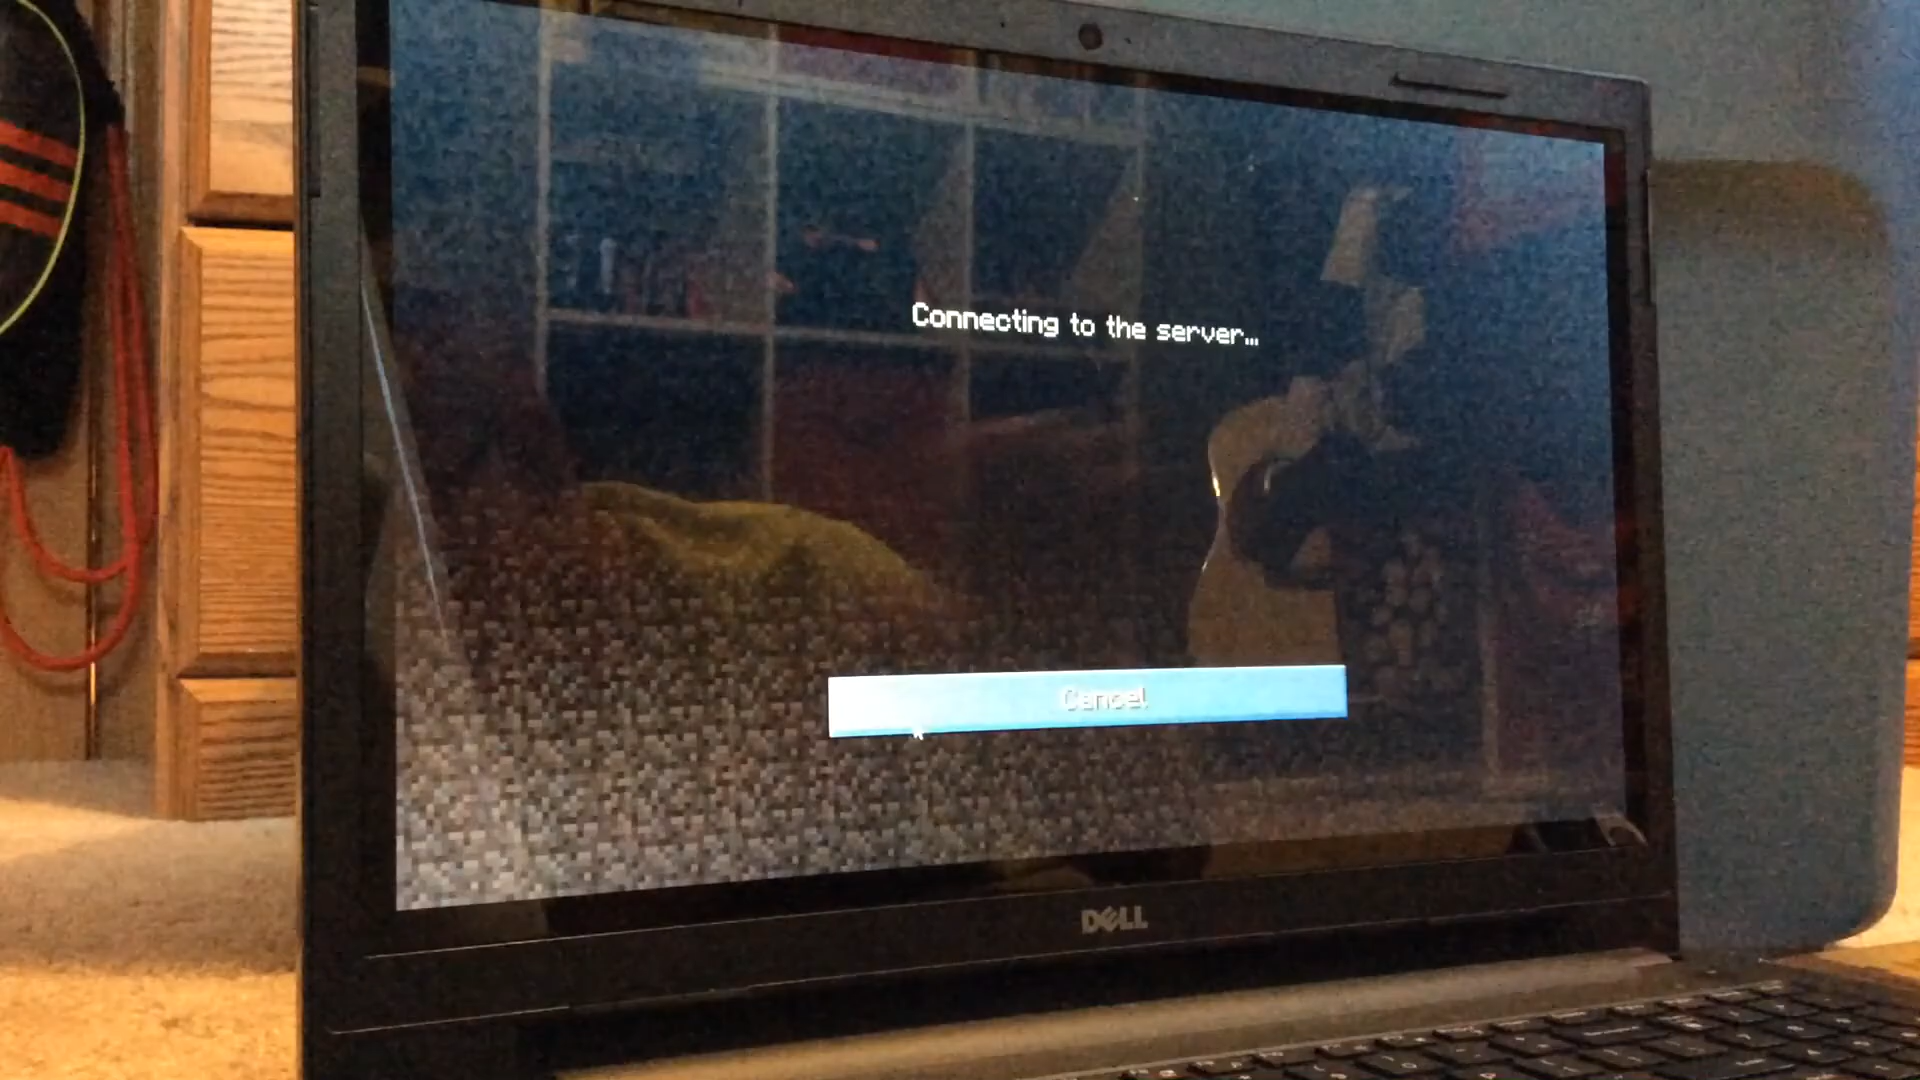 Connecting to the server...
Cancel
DELL